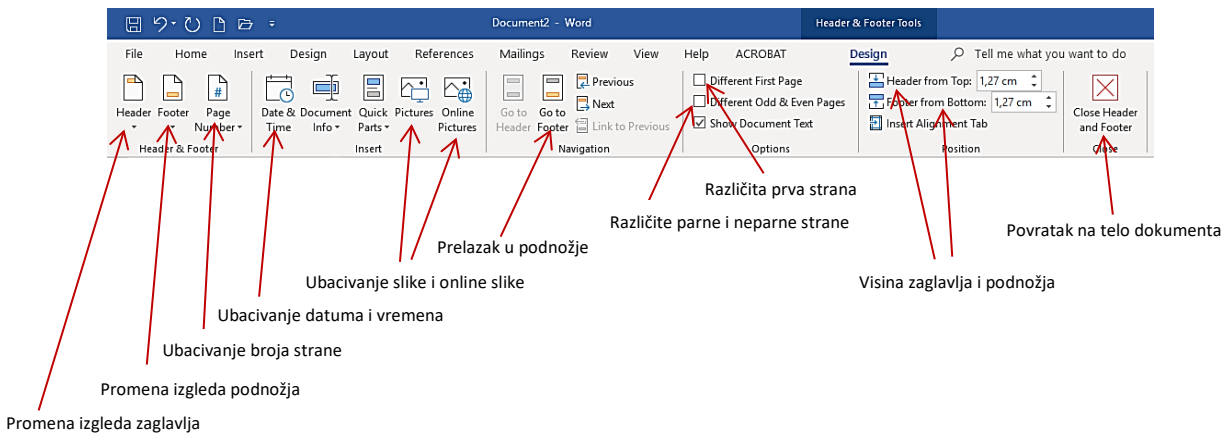 Document2 - Word
Header & Footer Tools
File Home Insert Design Layout References Mailings Review View Help ACROBAT Design Tell me what you want to do
Header
Footer
Page Number
Header & Footer
Date & Time
Document Info
Quick Parts
Pictures
Online Pictures
Insert
Go to Header
Go to Footer
Previous
Next
Link to Previous
Navigation
Different First Page
Different Odd & Even Pages
Show Document Text
Options
Header from Top: 1,27 cm
Footer from Bottom: 1,27 cm
Insert Alignment Tab
Position
Close Header
and Footer
Close
Različita prva strana
Različite parne i neparne strane
Povratak na telo dokumenta
Prelazak u podnožje
Ubacivanje slike i online slike
Visina zaglavlja i podnožja
Ubacivanje datuma i vremena
Ubacivanje broja strane
Promena izgleda podnožja
Promena izgleda zaglavlja